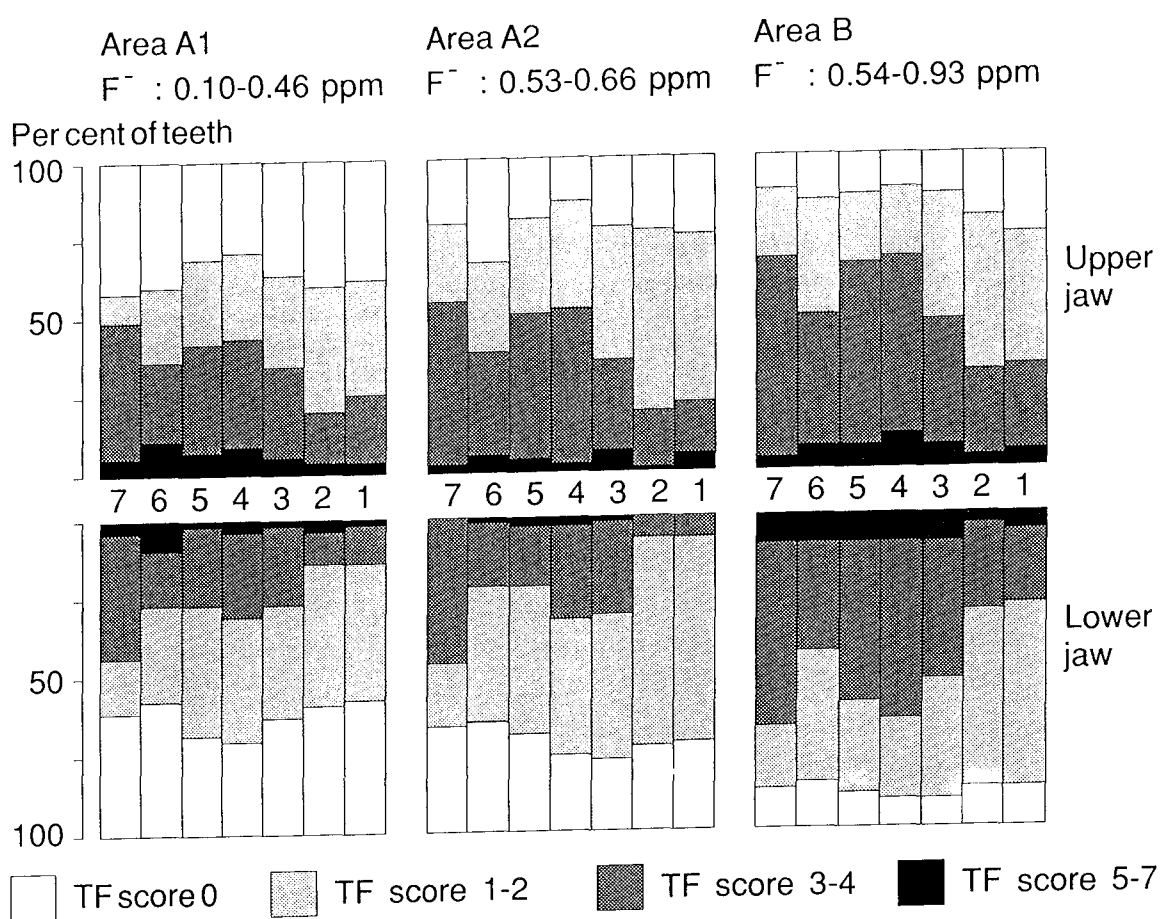 Area A1
F⁻ : 0.10-0.46 ppm
Area A2
F⁻ : 0.53-0.66 ppm
Area B
F⁻ : 0.54-0.93 ppm
Per cent of teeth
100
50
Upper
jaw
7 6 5 4 3 2 1
7 6 5 4 3 2 1
7 6 5 4 3 2 1
50
100
Lower
jaw
TF score 0
TF score 1-2
TF score 3-4
TF score 5-7